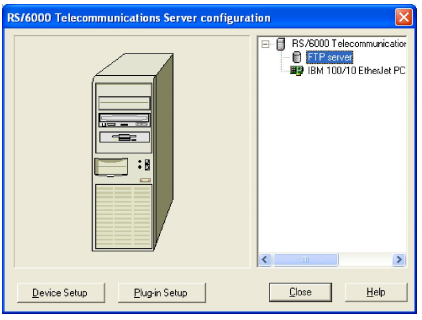 RS/6000 Telecommunications Server configuration
RS/6000 Telecommunication
FTP server
IBM 100/10 EtherJet PC
Device Setup
Plug-in Setup
Close
Help